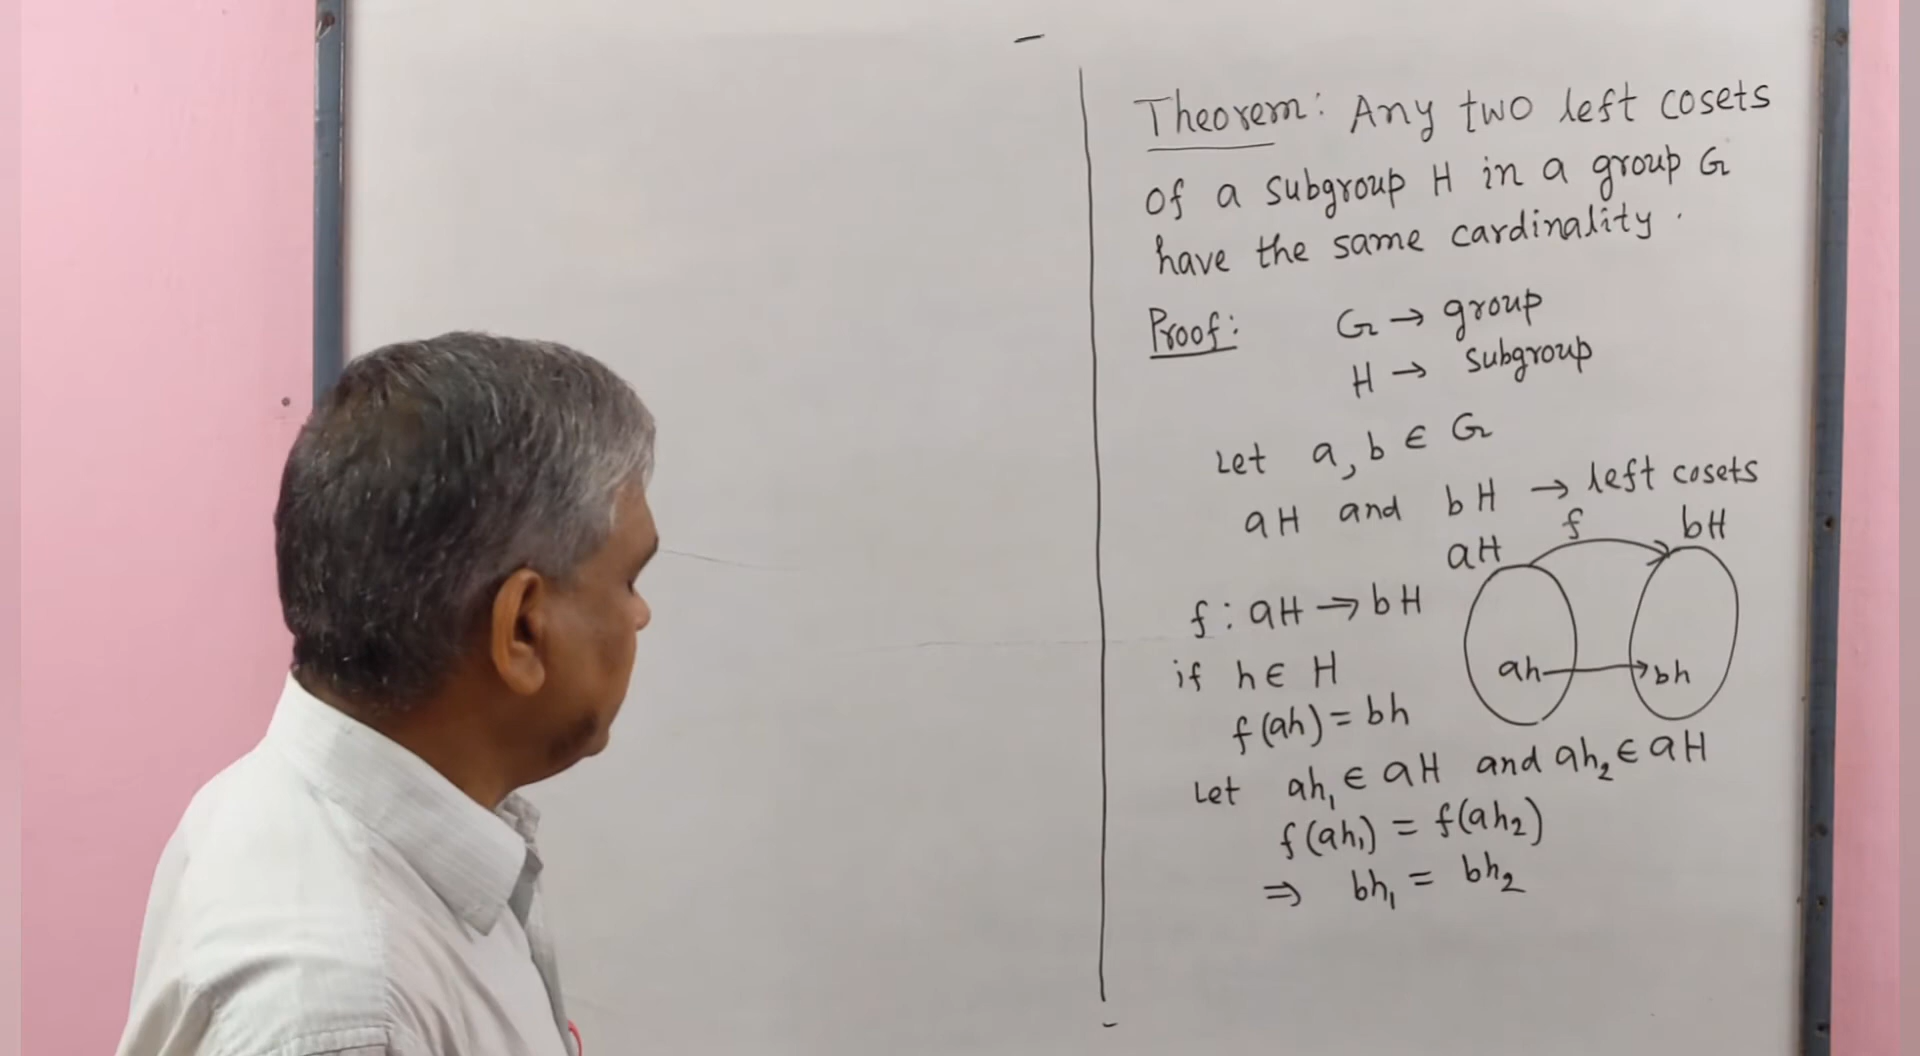 Theorem: Any two left cosets
of a subgroup H in a group G
have the same cardinality.
Proof: G → group
H → subgroup
Let a, b ∈ G
aH and bH → left cosets
f
aH
bH
f : aH → bH
if h ∈ H
ah → bh
f(ah) = bh
Let ah₁ ∈ aH and ah₂ ∈ aH
f(ah₁) = f(ah₂)
⇒ bh₁ = bh₂